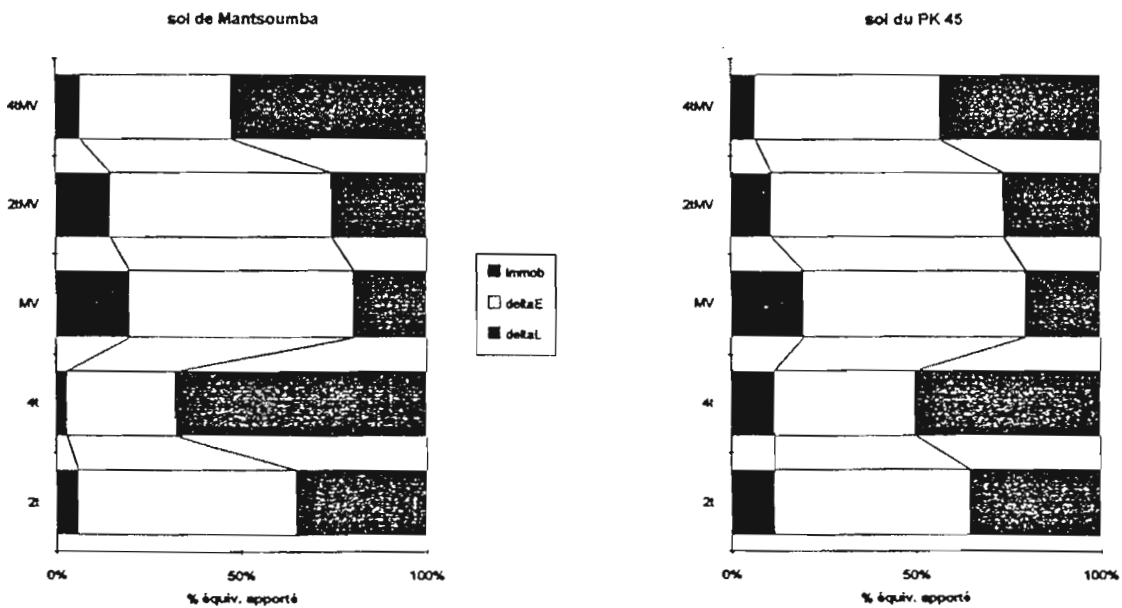 sol de Mantsoumba
4tMV
2tMV
MV
4t
2t
0%
50%
100%
% équiv. apporté
Immob
deltaE
deltaL
sol du PK 45
4tMV
2tMV
MV
4t
2t
0%
50%
100%
% équiv. apporté